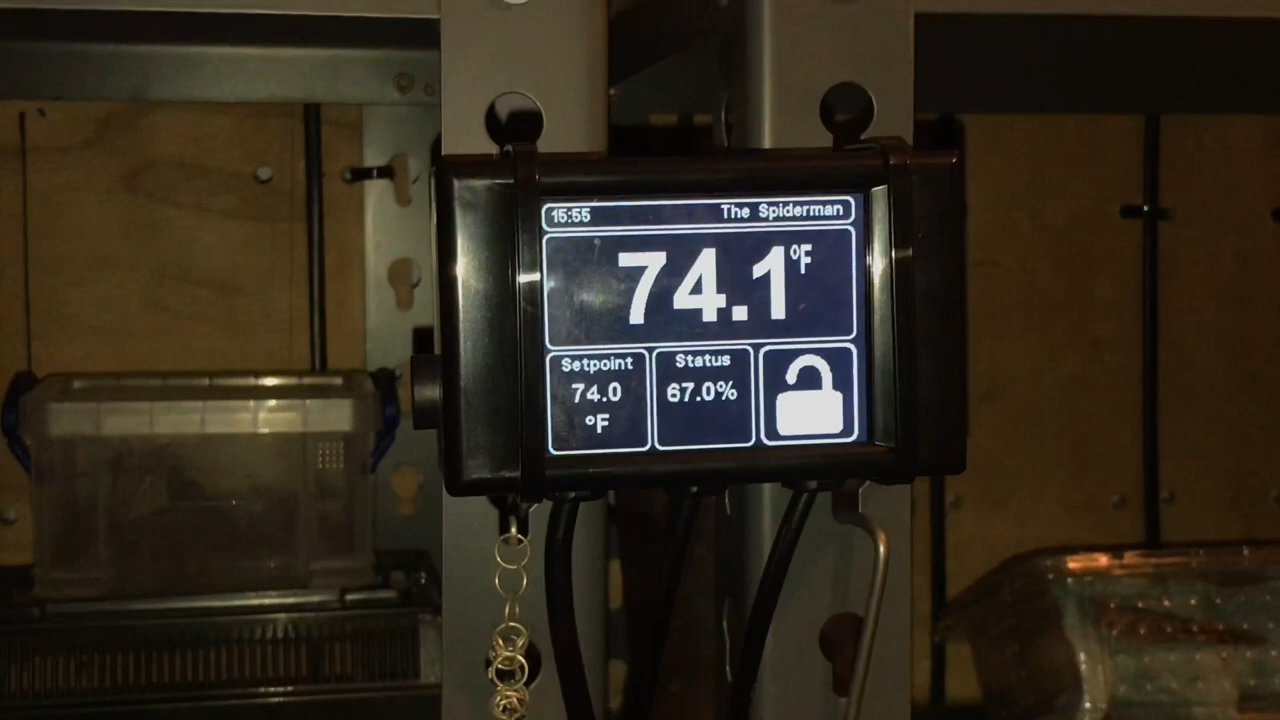 15:55 The Spiderman
74.1°F
Setpoint
74.0
°F
Status
67.0%